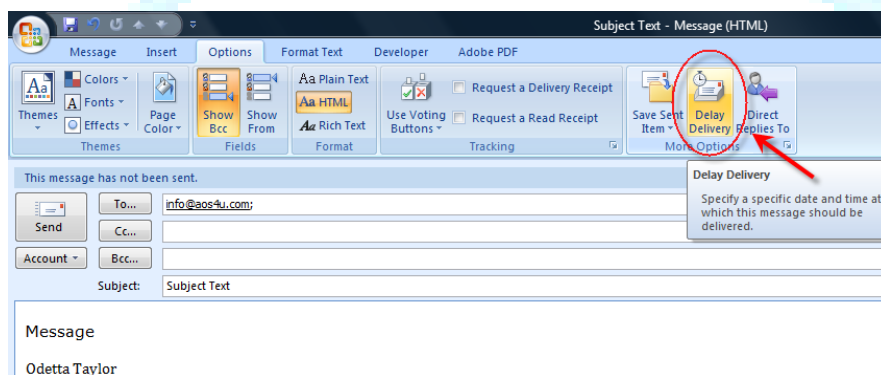 Subject Text - Message (HTML)
Message Insert Options Format Text Developer Adobe PDF
Themes
Colors
Fonts
Effects
Page Color
Themes
Show Bcc
Show From
Fields
Aa Plain Text
Aa HTML
Aa Rich Text
Format
Use Voting Buttons
Request a Delivery Receipt
Request a Read Receipt
Tracking
Save Sent Item
Delay Delivery
Direct Replies To
More Options
Delay Delivery
Specify a specific date and time at
which this message should be
delivered.
This message has not been sent.
Send
To... info@aos4u.com;
Cc...
Account
Bcc...
Subject: Subject Text
Message
Odetta Taylor